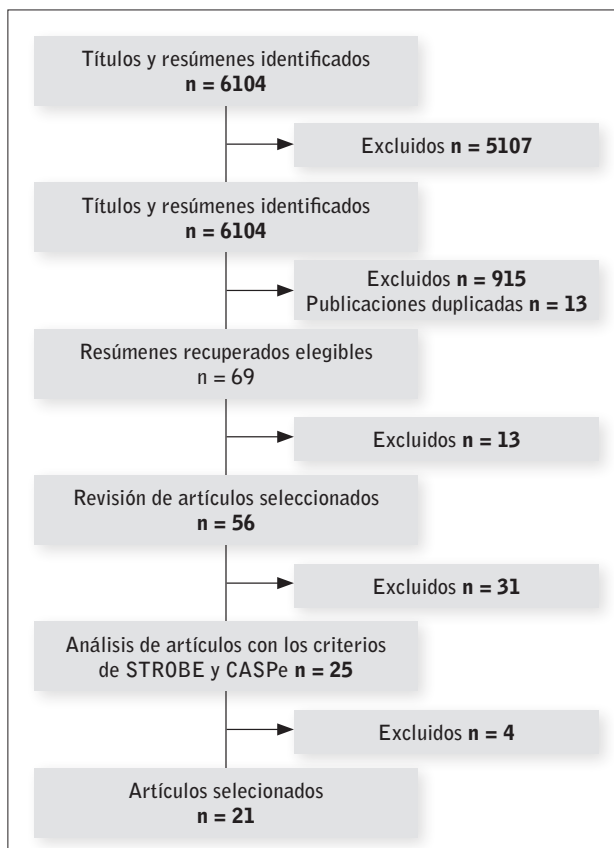 Títulos y resúmenes identificados
n = 6104
Excluidos n = 5107
Títulos y resúmenes identificados
n = 6104
Excluidos n = 915
Publicaciones duplicadas n = 13
Resúmenes recuperados elegibles
n = 69
Excluidos n = 13
Revisión de artículos seleccionados
n = 56
Excluidos n = 31
Análisis de artículos con los criterios
de STROBE y CASPe n = 25
Excluidos n = 4
Artículos selecionados
n = 21